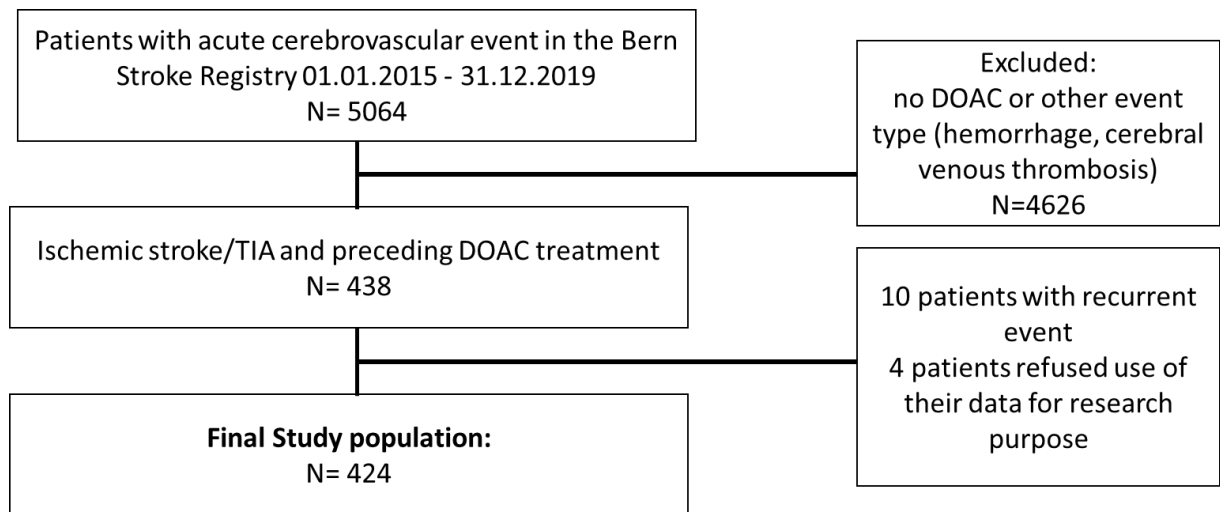 Patients with acute cerebrovascular event in the Bern
Stroke Registry 01.01.2015 - 31.12.2019
N= 5064
Excluded:
no DOAC or other event
type (hemorrhage, cerebral
venous thrombosis)
N=4626
Ischemic stroke/TIA and preceding DOAC treatment
N= 438
10 patients with recurrent
event
4 patients refused use of
their data for research
purpose
Final Study population:
N= 424